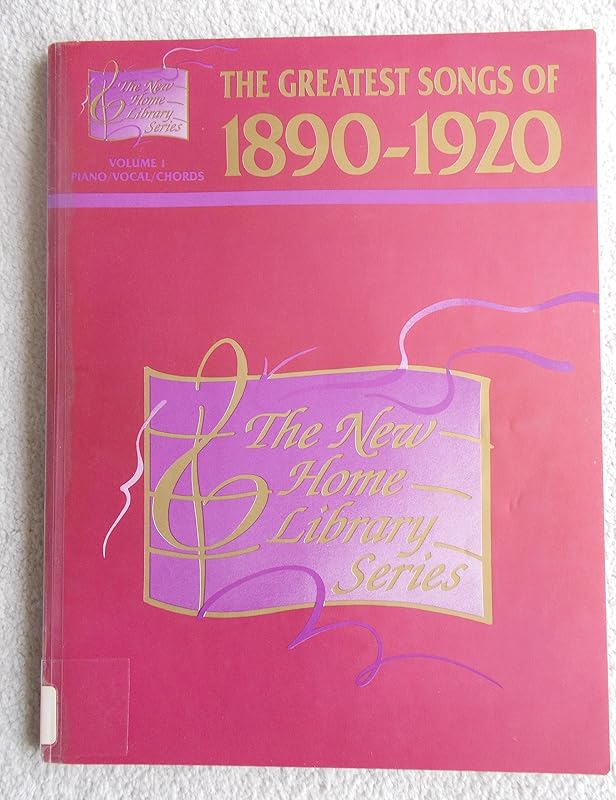 The New
Home
Library
Series
VOLUME 1
PIANO/VOCAL/CHORDS
THE GREATEST SONGS OF
1890-1920
The New
Home
Library
Series